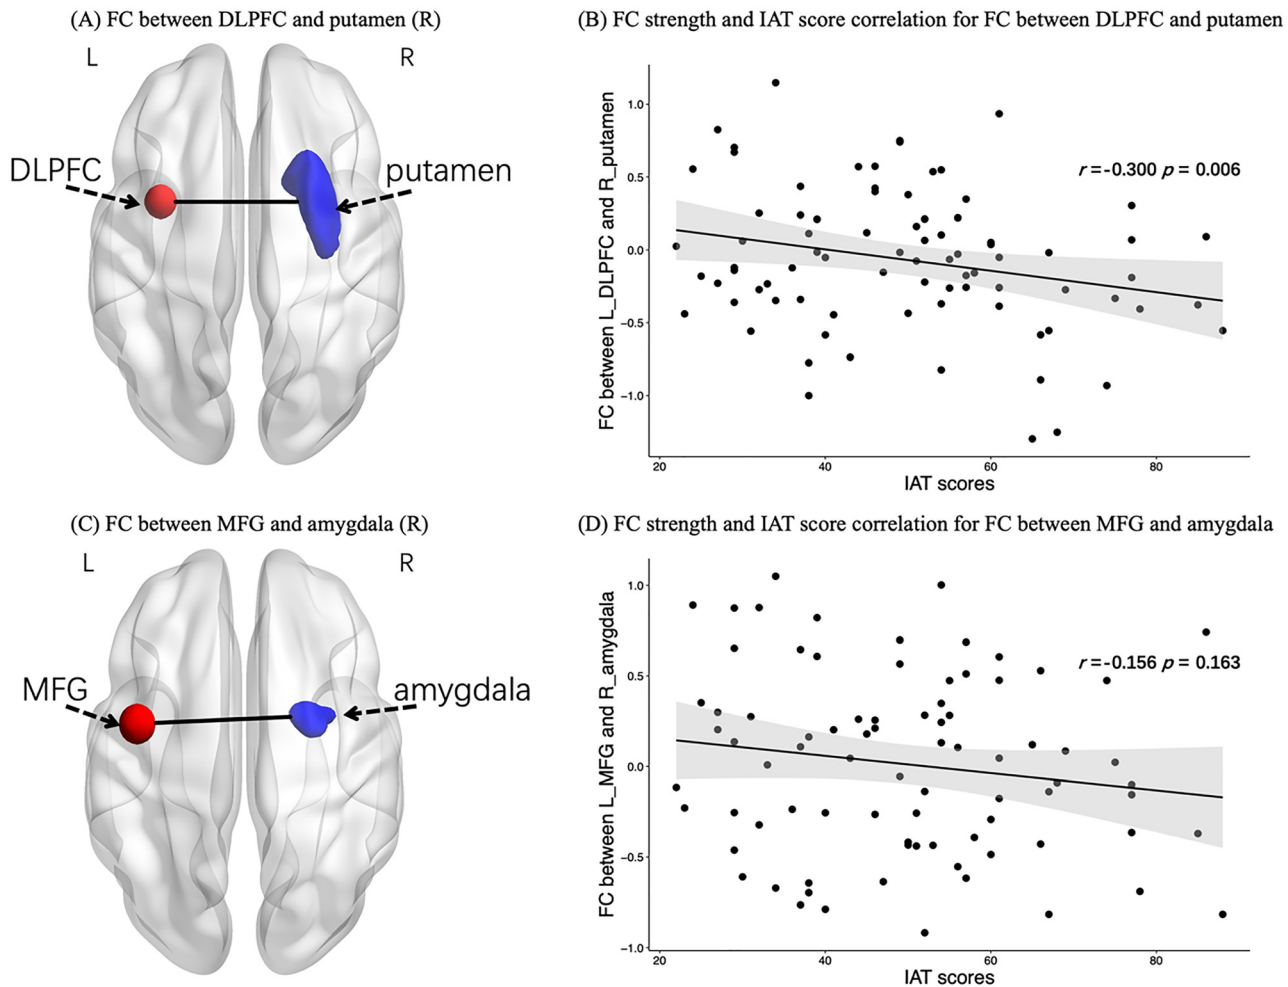 (A) FC between DLPFC and putamen (R)
L
R
DLPFC
putamen
(B) FC strength and IAT score correlation for FC between DLPFC and putamen
FC between L_DLPFC and R_putamen
1.0
0.5
0.0
−0.5
−1.0
r=-0.300 p = 0.006
20
40
60
80
IAT scores
(C) FC between MFG and amygdala (R)
L
R
MFG
amygdala
(D) FC strength and IAT score correlation for FC between MFG and amygdala
FC between L_MFG and R_amygdala
1.0
0.5
0.0
−0.5
−1.0
r=-0.156 p = 0.163
20
40
60
80
IAT scores